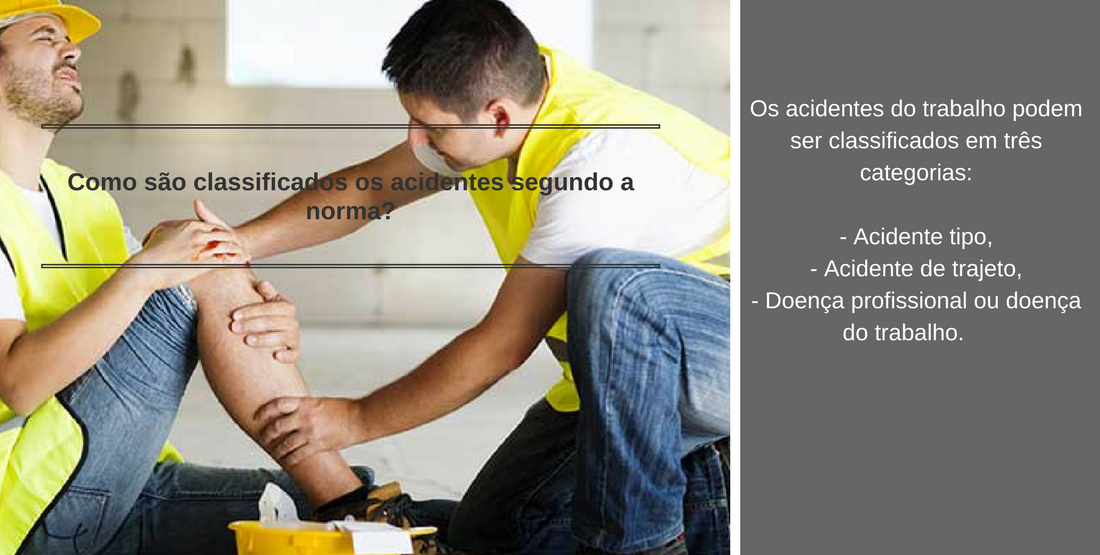 Como são classificados os acidentes segundo a
norma?
Os acidentes do trabalho podem
ser classificados em três
categorias:
- Acidente tipo,
- Acidente de trajeto,
- Doença profissional ou doença
do trabalho.